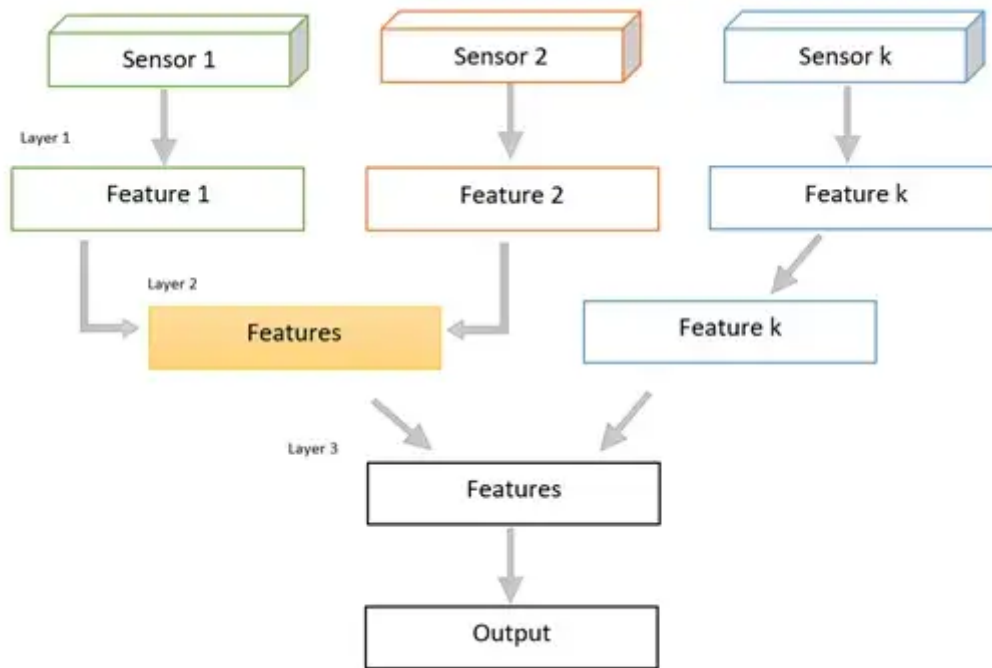 Sensor 1
Sensor 2
Sensor k
Layer 1
Feature 1
Feature 2
Feature k
Layer 2
Features
Feature k
Layer 3
Features
Output